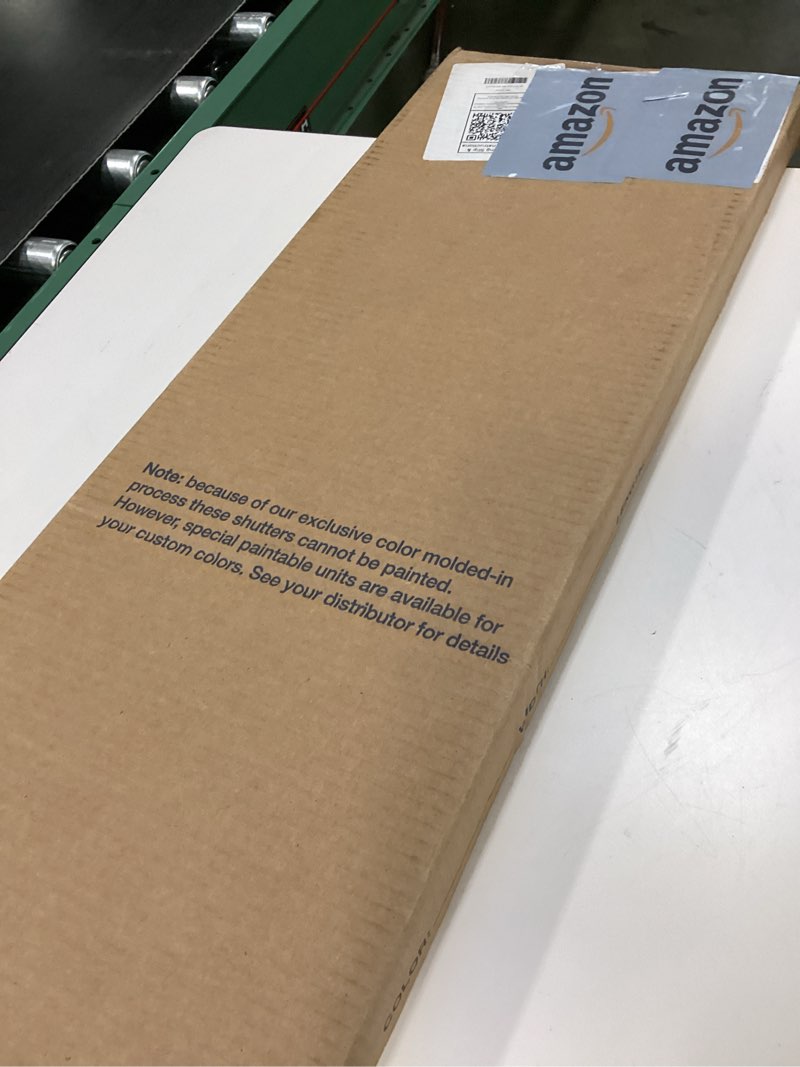 amazon
amazon
Note: because of our exclusive color molded-in
process these shutters cannot be painted.
However, special paintable units are available for
your custom colors. See your distributor for details
COLOR: